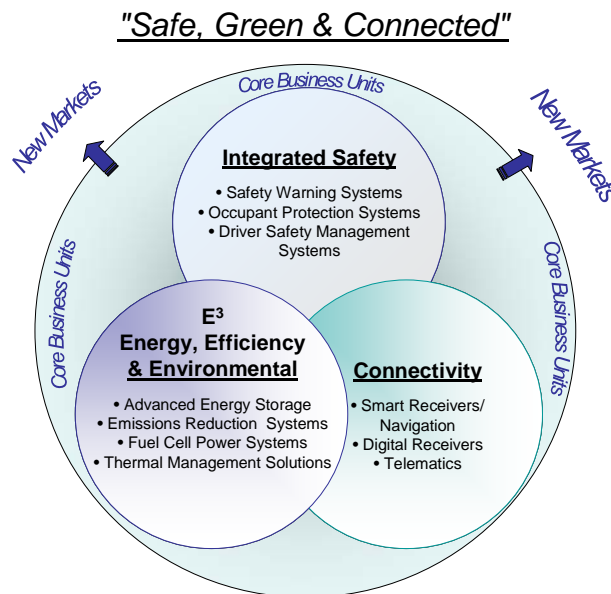 "Safe, Green & Connected"
Core Business Units
New Markets
New Markets
Integrated Safety
• Safety Warning Systems
• Occupant Protection Systems
• Driver Safety Management
Systems
Core Business Units
Core Business Units
E³
Energy, Efficiency
& Environmental
• Advanced Energy Storage
• Emissions Reduction Systems
• Fuel Cell Power Systems
• Thermal Management Solutions
Connectivity
• Smart Receivers/
Navigation
• Digital Receivers
• Telematics